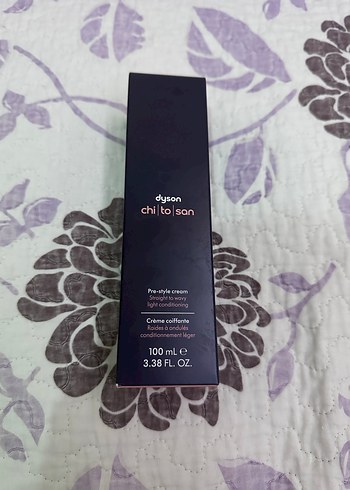 dyson
chi|to|san
Pre-style cream
Straight to wavy
light conditioning
Crème coiffante
Raides à ondulés
conditionnement léger
100 mL ℮
3.38 FL. OZ.